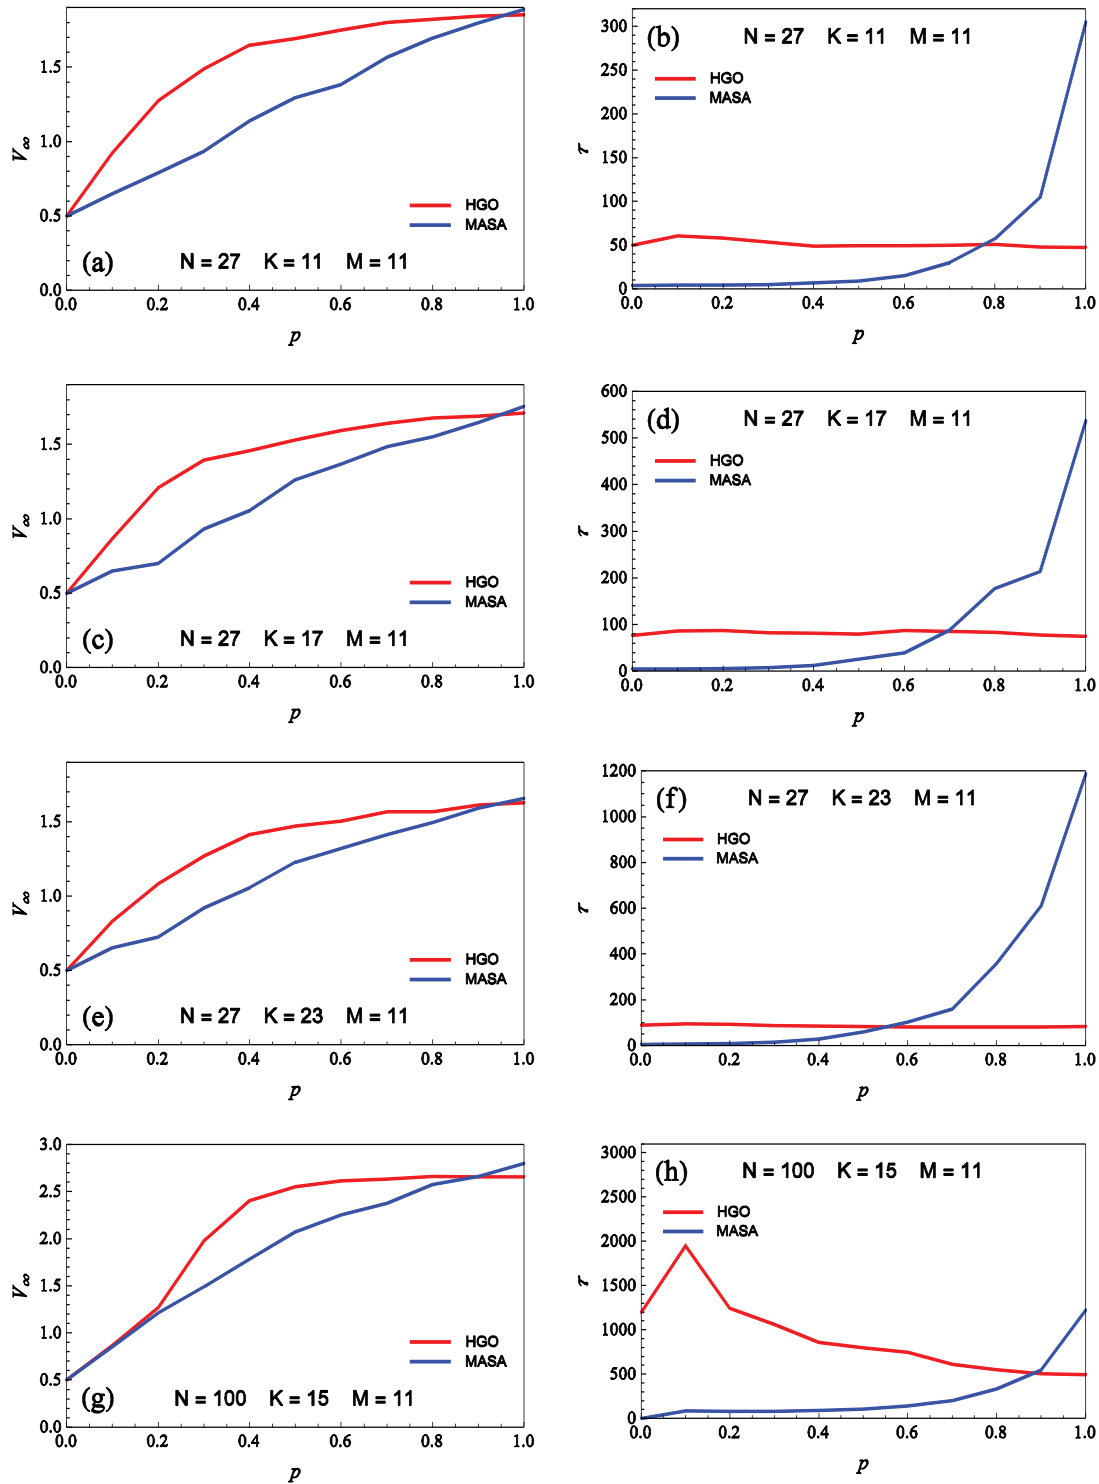 1.5
1.0
0.5
0.0
V∞
HGO
MASA
(a) N = 27 K = 11 M = 11
0.0 0.2 0.4 0.6 0.8 1.0
p
(b) N = 27 K = 11 M = 11
HGO
MASA
300
250
200
150
100
50
0
τ
0.0 0.2 0.4 0.6 0.8 1.0
p
1.5
1.0
0.5
0.0
V∞
HGO
MASA
(c) N = 27 K = 17 M = 11
0.0 0.2 0.4 0.6 0.8 1.0
p
(d) N = 27 K = 17 M = 11
HGO
MASA
600
500
400
300
200
100
0
τ
0.0 0.2 0.4 0.6 0.8 1.0
p
1.5
1.0
0.5
0.0
V∞
HGO
MASA
(e) N = 27 K = 23 M = 11
0.0 0.2 0.4 0.6 0.8 1.0
p
(f) N = 27 K = 23 M = 11
HGO
MASA
1200
1000
800
600
400
200
0
τ
0.0 0.2 0.4 0.6 0.8 1.0
p
3.0
2.5
2.0
1.5
1.0
0.5
0.0
V∞
HGO
MASA
(g) N = 100 K = 15 M = 11
0.0 0.2 0.4 0.6 0.8 1.0
p
(h) N = 100 K = 15 M = 11
HGO
MASA
3000
2500
2000
1500
1000
500
0
τ
0.0 0.2 0.4 0.6 0.8 1.0
p